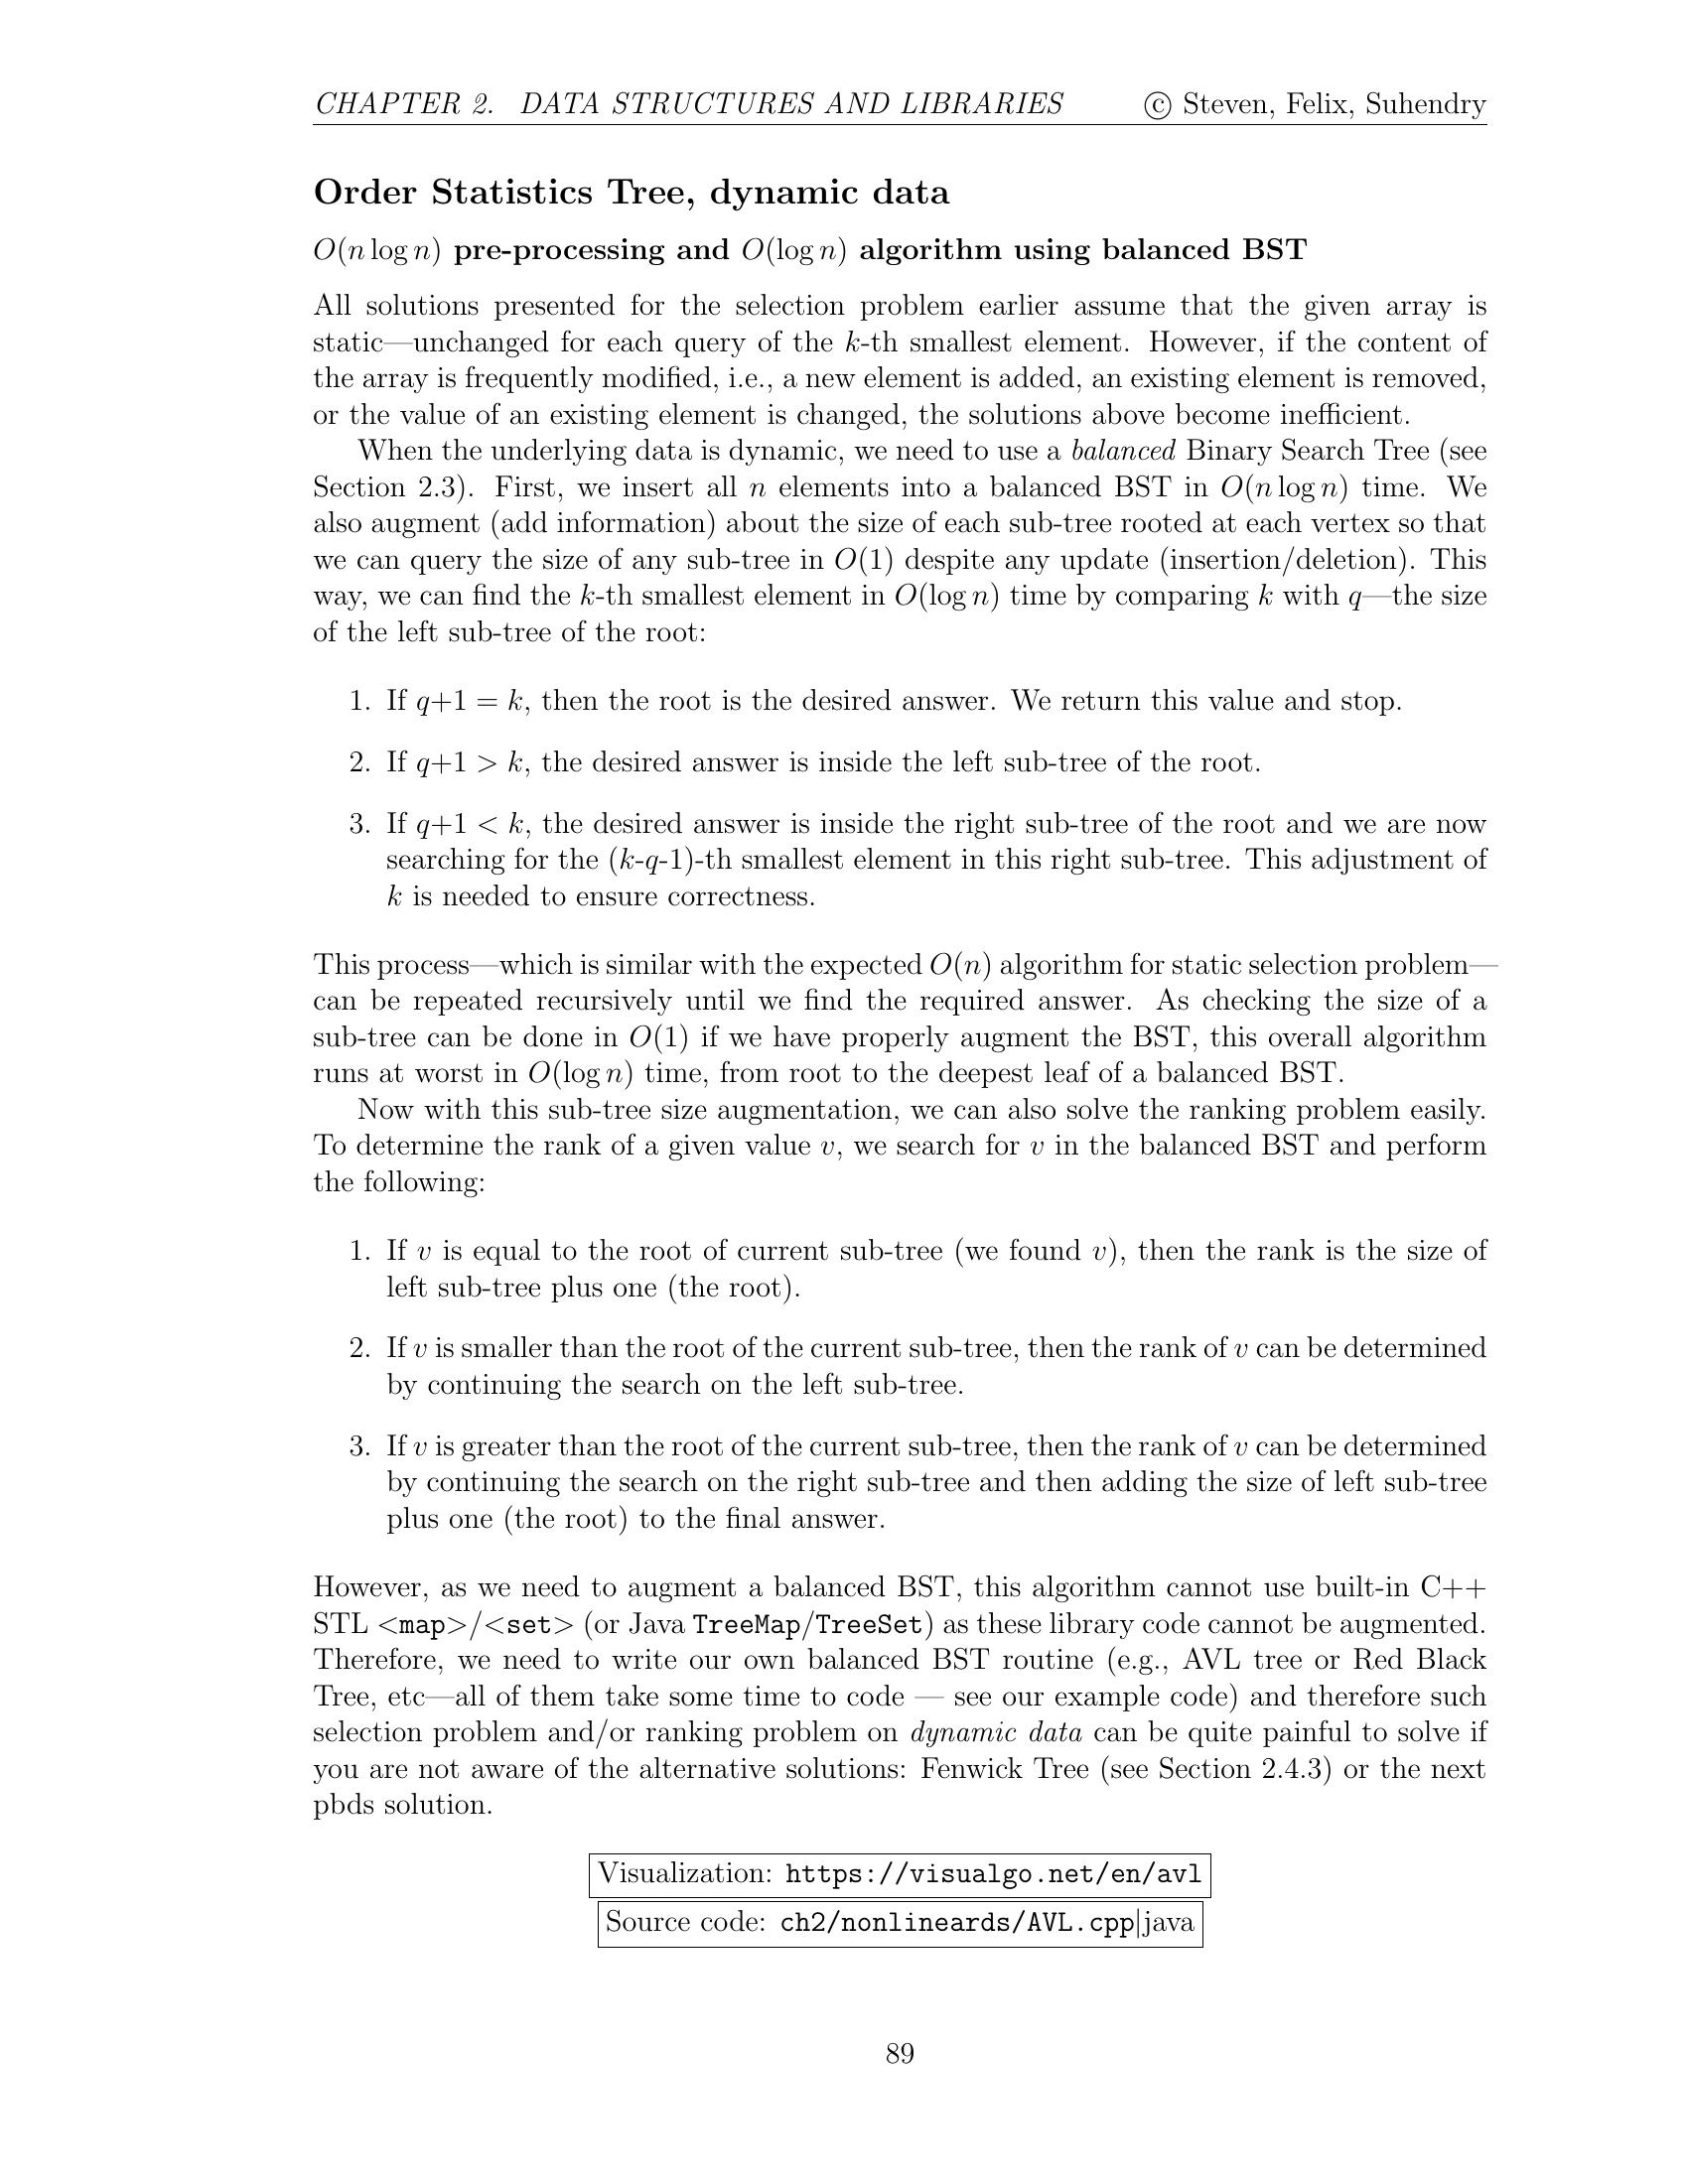 CHAPTER 2. DATA STRUCTURES AND LIBRARIES © Steven, Felix, Suhendry
Order Statistics Tree, dynamic data
O(n log n) pre-processing and O(log n) algorithm using balanced BST
All solutions presented for the selection problem earlier assume that the given array is
static—unchanged for each query of the k-th smallest element. However, if the content of
the array is frequently modified, i.e., a new element is added, an existing element is removed,
or the value of an existing element is changed, the solutions above become inefficient.
When the underlying data is dynamic, we need to use a balanced Binary Search Tree (see
Section 2.3). First, we insert all n elements into a balanced BST in O(n log n) time. We
also augment (add information) about the size of each sub-tree rooted at each vertex so that
we can query the size of any sub-tree in O(1) despite any update (insertion/deletion). This
way, we can find the k-th smallest element in O(log n) time by comparing k with q—the size
of the left sub-tree of the root:
1. If q+1 = k, then the root is the desired answer. We return this value and stop.
2. If q+1 > k, the desired answer is inside the left sub-tree of the root.
3. If q+1 < k, the desired answer is inside the right sub-tree of the root and we are now
searching for the (k-q-1)-th smallest element in this right sub-tree. This adjustment of
k is needed to ensure correctness.
This process—which is similar with the expected O(n) algorithm for static selection problem—
can be repeated recursively until we find the required answer. As checking the size of a
sub-tree can be done in O(1) if we have properly augment the BST, this overall algorithm
runs at worst in O(log n) time, from root to the deepest leaf of a balanced BST.
Now with this sub-tree size augmentation, we can also solve the ranking problem easily.
To determine the rank of a given value v, we search for v in the balanced BST and perform
the following:
1. If v is equal to the root of current sub-tree (we found v), then the rank is the size of
left sub-tree plus one (the root).
2. If v is smaller than the root of the current sub-tree, then the rank of v can be determined
by continuing the search on the left sub-tree.
3. If v is greater than the root of the current sub-tree, then the rank of v can be determined
by continuing the search on the right sub-tree and then adding the size of left sub-tree
plus one (the root) to the final answer.
However, as we need to augment a balanced BST, this algorithm cannot use built-in C++
STL <map>/<set> (or Java TreeMap/TreeSet) as these library code cannot be augmented.
Therefore, we need to write our own balanced BST routine (e.g., AVL tree or Red Black
Tree, etc—all of them take some time to code — see our example code) and therefore such
selection problem and/or ranking problem on dynamic data can be quite painful to solve if
you are not aware of the alternative solutions: Fenwick Tree (see Section 2.4.3) or the next
pbds solution.
Visualization: https://visualgo.net/en/avl
Source code: ch2/nonlineards/AVL.cpp|java
89